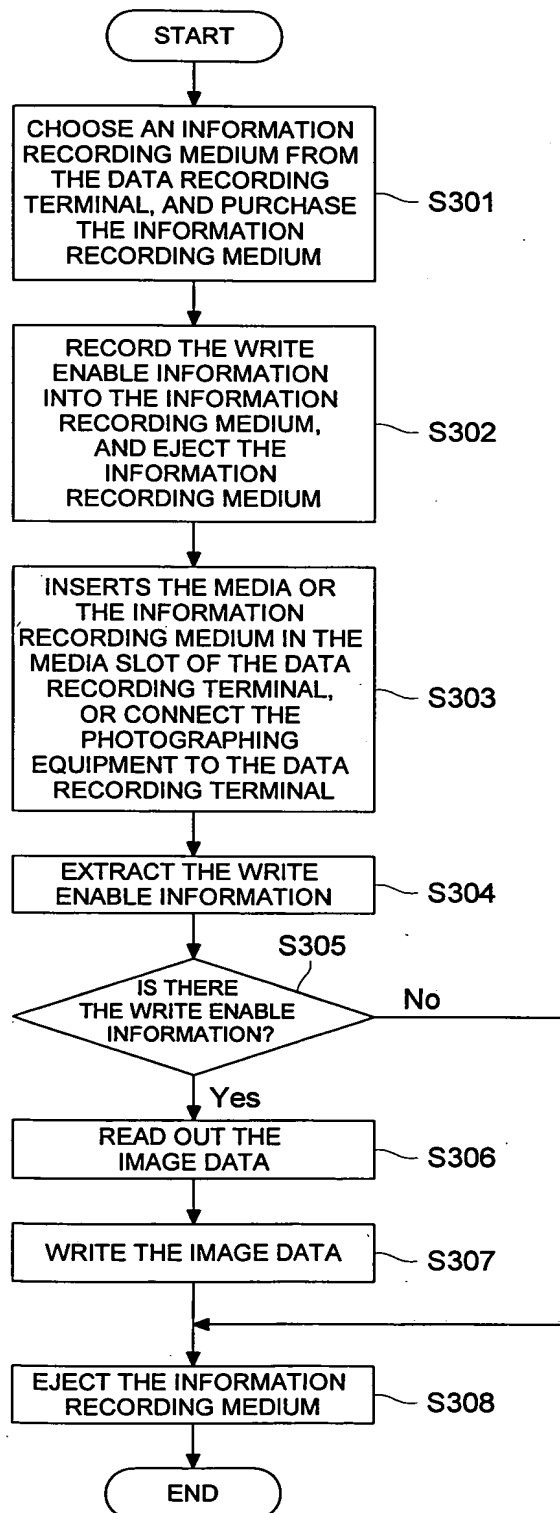 START
CHOOSE AN INFORMATION
RECORDING MEDIUM FROM
THE DATA RECORDING
TERMINAL, AND PURCHASE
THE INFORMATION
RECORDING MEDIUM
S301
RECORD THE WRITE
ENABLE INFORMATION
INTO THE INFORMATION
RECORDING MEDIUM,
AND EJECT THE
INFORMATION
RECORDING MEDIUM
S302
INSERTS THE MEDIA OR
THE INFORMATION
RECORDING MEDIUM IN THE
MEDIA SLOT OF THE DATA
RECORDING TERMINAL,
OR CONNECT THE
PHOTOGRAPHING
EQUIPMENT TO THE DATA
RECORDING TERMINAL
S303
EXTRACT THE WRITE
ENABLE INFORMATION
S304
S305
IS THERE
THE WRITE ENABLE
INFORMATION?
No
Yes
READ OUT THE
IMAGE DATA
S306
WRITE THE IMAGE DATA
S307
EJECT THE INFORMATION
RECORDING MEDIUM
S308
END